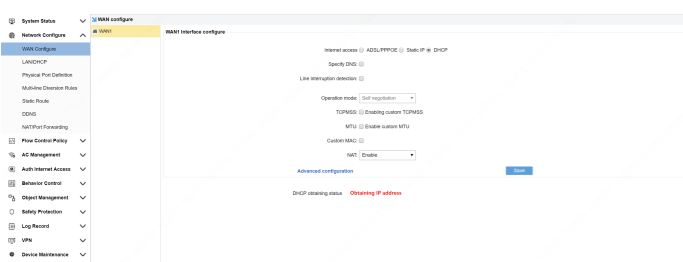 System Status
Network Configure
WAN Configure
LAN/DHCP
Physical Port Definition
Multi-line Diversion Rules
Static Route
DDNS
NAT/Port Forwarding
Flow Control Policy
AC Management
Auth Internet Access
Behavior Control
Object Management
Safety Protection
Log Record
VPN
Device Maintenance
WAN configure
WAN1
WAN1 Interface configure
Internet access: ADSL/PPPOE Static IP DHCP
Specify DNS:
Line interruption detection:
Operation mode: Self negotiation
TCPMSS: Enabling custom TCPMSS
MTU: Enable custom MTU
Custom MAC:
NAT: Enable
Advanced configuration
Save
DHCP obtaining status Obtaining IP address